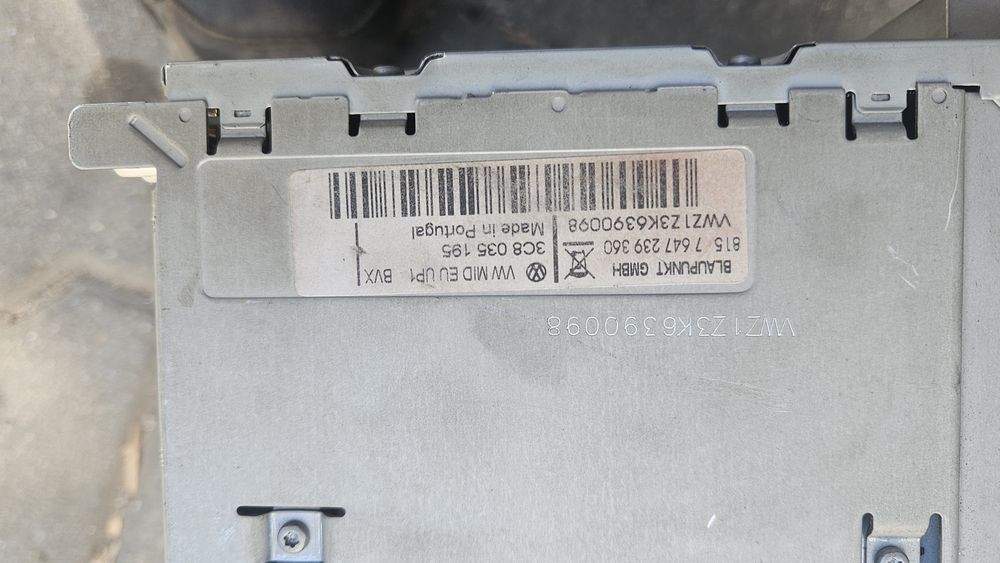 BLAUPUNKT GMBH
815 7 647 239 360
VW MID EU UP1 BVX
3C8 035 195
Made in Portugal
VWZ1Z3K6390098
VWZ1Z3K6390098